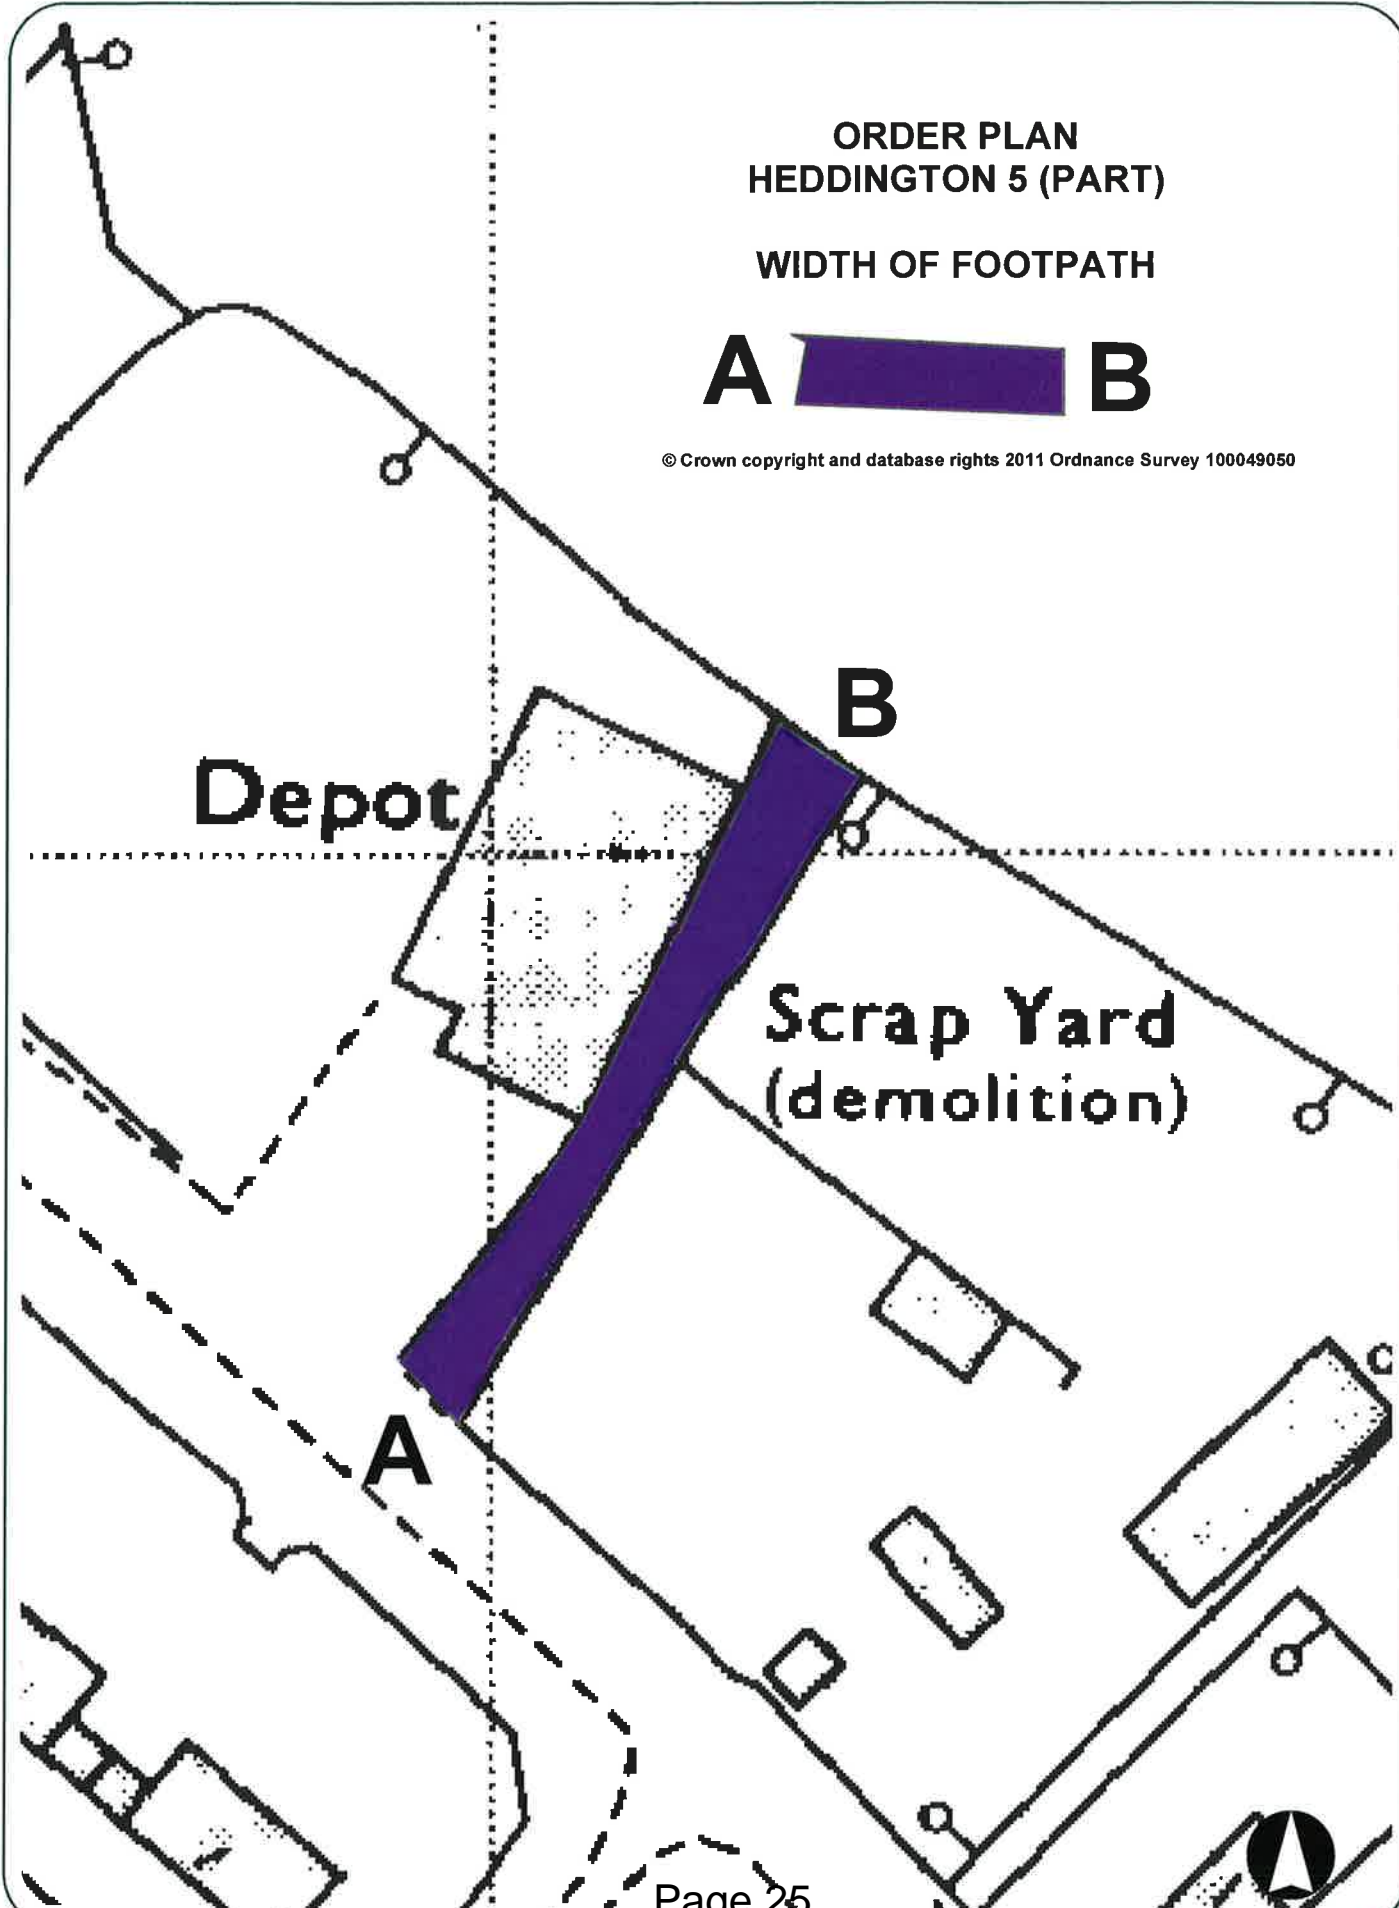 ORDER PLAN
HEDDINGTON 5 (PART)
WIDTH OF FOOTPATH
A B
© Crown copyright and database rights 2011 Ordnance Survey 100049050
B
Depot
Scrap Yard
(demolition)
A
Page 25